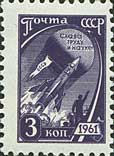 Почта СССР
Слава
труду
и науке!
3 коп. 1961